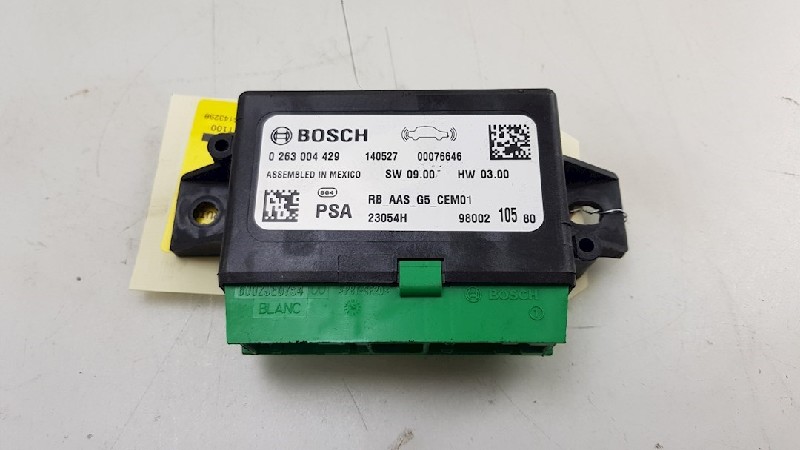 BOSCH
0 263 004 429 140527 00076646
ASSEMBLED IN MEXICO SW 09.00 HW 03.00
RB AAS G5 CEM01
PSA 23054H 98002 105 80
BLANC
BOSCH